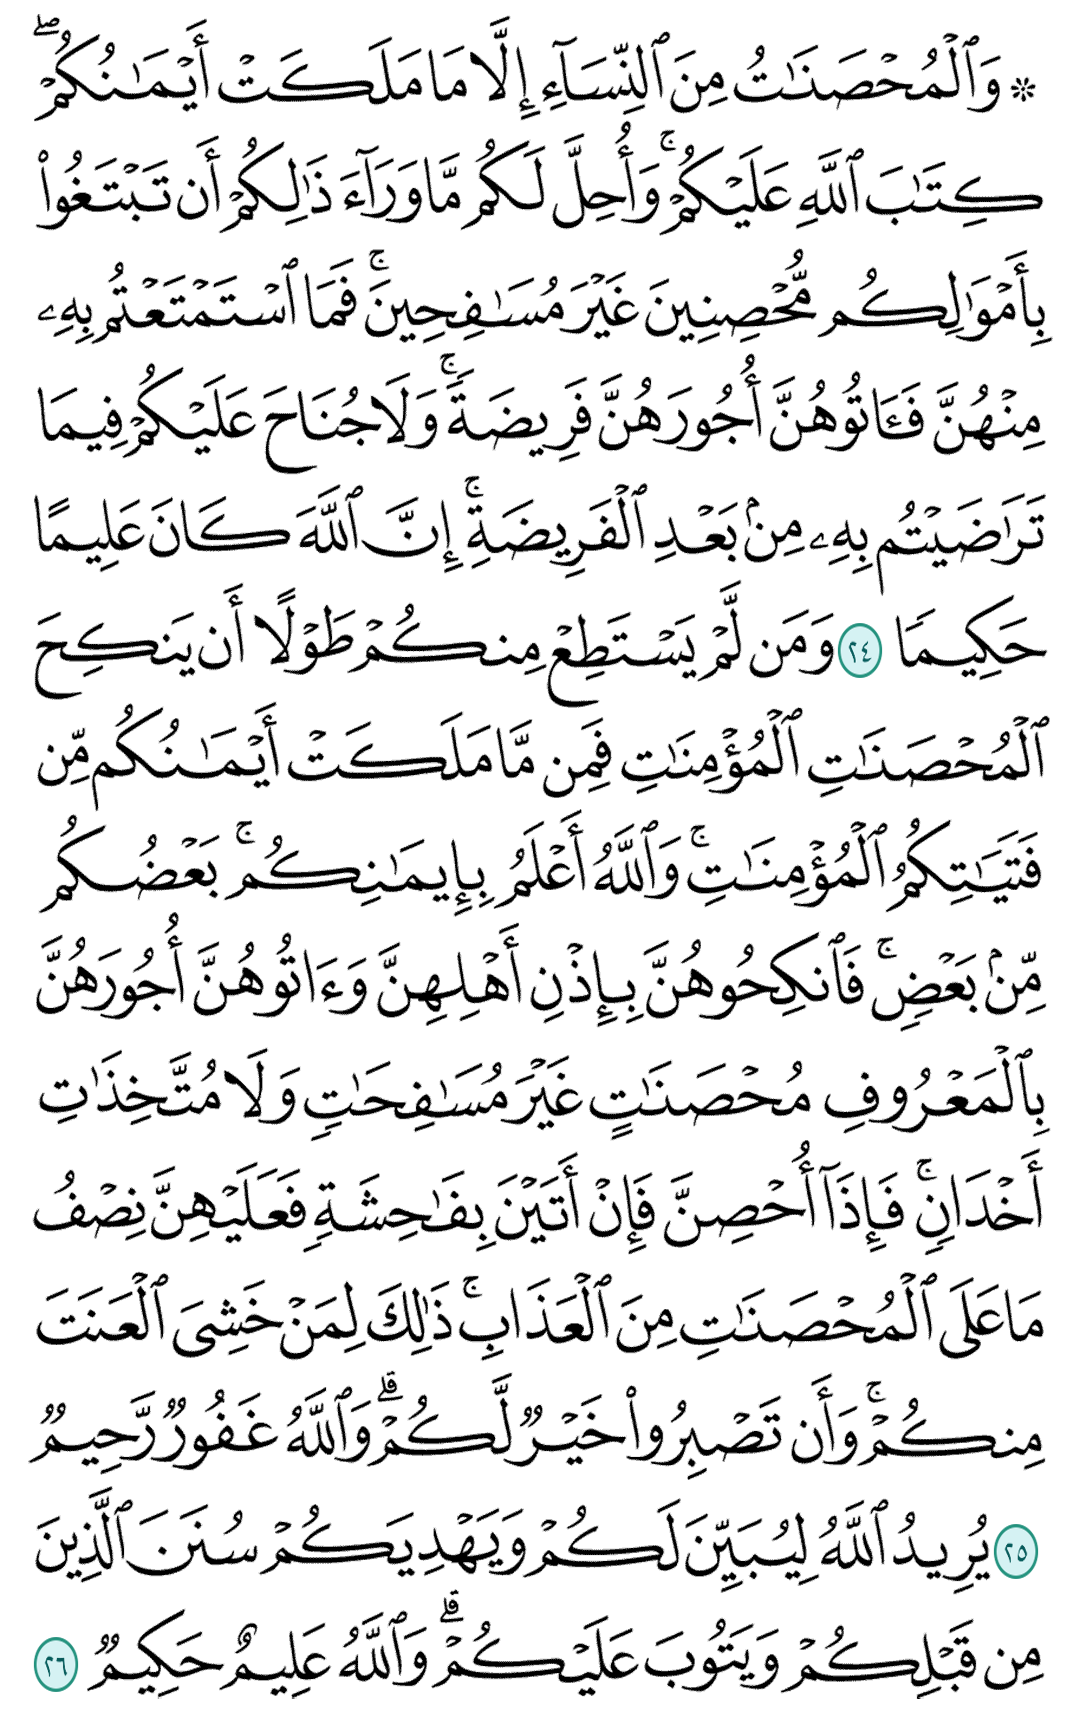 ۞ وَٱلْمُحْصَنَٰتُ مِنَ ٱلنِّسَآءِ إِلَّا مَا مَلَكَتْ أَيْمَٰنُكُمْ ۖ
كِتَٰبَ ٱللَّهِ عَلَيْكُمْ ۚ وَأُحِلَّ لَكُم مَّا وَرَآءَ ذَٰلِكُمْ أَن تَبْتَغُوا۟
بِأَمْوَٰلِكُم مُّحْصِنِينَ غَيْرَ مُسَٰفِحِينَ ۚ فَمَا ٱسْتَمْتَعْتُم بِهِۦ
مِنْهُنَّ فَـَٔاتُوهُنَّ أُجُورَهُنَّ فَرِيضَةً ۚ وَلَا جُنَاحَ عَلَيْكُمْ فِيمَا
تَرَٰضَيْتُم بِهِۦ مِنۢ بَعْدِ ٱلْفَرِيضَةِ ۚ إِنَّ ٱللَّهَ كَانَ عَلِيمًا
حَكِيمًا ٢٤ وَمَن لَّمْ يَسْتَطِعْ مِنكُمْ طَوْلًا أَن يَنكِحَ
ٱلْمُحْصَنَٰتِ ٱلْمُؤْمِنَٰتِ فَمِن مَّا مَلَكَتْ أَيْمَٰنُكُم مِّن
فَتَيَٰتِكُمُ ٱلْمُؤْمِنَٰتِ ۚ وَٱللَّهُ أَعْلَمُ بِإِيمَٰنِكُم ۚ بَعْضُكُم
مِّنۢ بَعْضٍ ۚ فَٱنكِحُوهُنَّ بِإِذْنِ أَهْلِهِنَّ وَءَاتُوهُنَّ أُجُورَهُنَّ
بِٱلْمَعْرُوفِ مُحْصَنَٰتٍ غَيْرَ مُسَٰفِحَٰتٍ وَلَا مُتَّخِذَٰتِ
أَخْدَانٍ ۚ فَإِذَآ أُحْصِنَّ فَإِنْ أَتَيْنَ بِفَٰحِشَةٍ فَعَلَيْهِنَّ نِصْفُ
مَا عَلَى ٱلْمُحْصَنَٰتِ مِنَ ٱلْعَذَابِ ۚ ذَٰلِكَ لِمَنْ خَشِىَ ٱلْعَنَتَ
مِنكُمْ ۚ وَأَن تَصْبِرُوا۟ خَيْرٌ لَّكُمْ ۗ وَٱللَّهُ غَفُورٌ رَّحِيمٌ
٢٥ يُرِيدُ ٱللَّهُ لِيُبَيِّنَ لَكُمْ وَيَهْدِيَكُمْ سُنَنَ ٱلَّذِينَ
مِن قَبْلِكُمْ وَيَتُوبَ عَلَيْكُمْ ۗ وَٱللَّهُ عَلِيمٌ حَكِيمٌ ٢٦